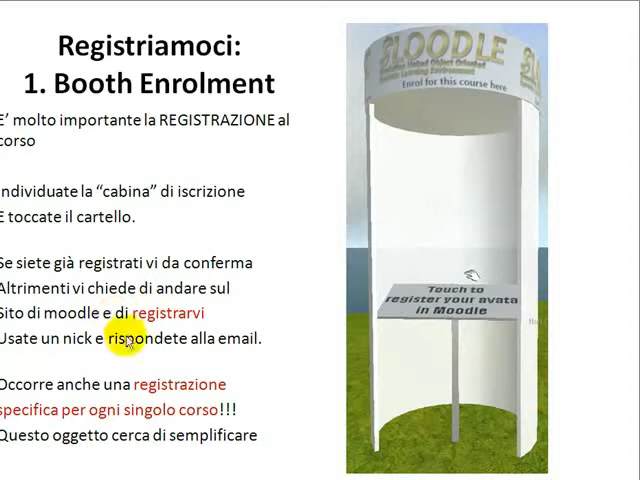 Registriamoci:
1. Booth Enrolment
E' molto importante la REGISTRAZIONE al
corso
Individuate la “cabina” di iscrizione
E toccate il cartello.
Se siete già registrati vi da conferma
Altrimenti vi chiede di andare sul
Sito di moodle e di registrarvi
Usate un nick e rispondete alla email.
Occorre anche una registrazione
specifica per ogni singolo corso!!!
Questo oggetto cerca di semplificare
SLOODLE
Learning Environment
Enrol for this course here
Touch to
register your avata
in Moodle